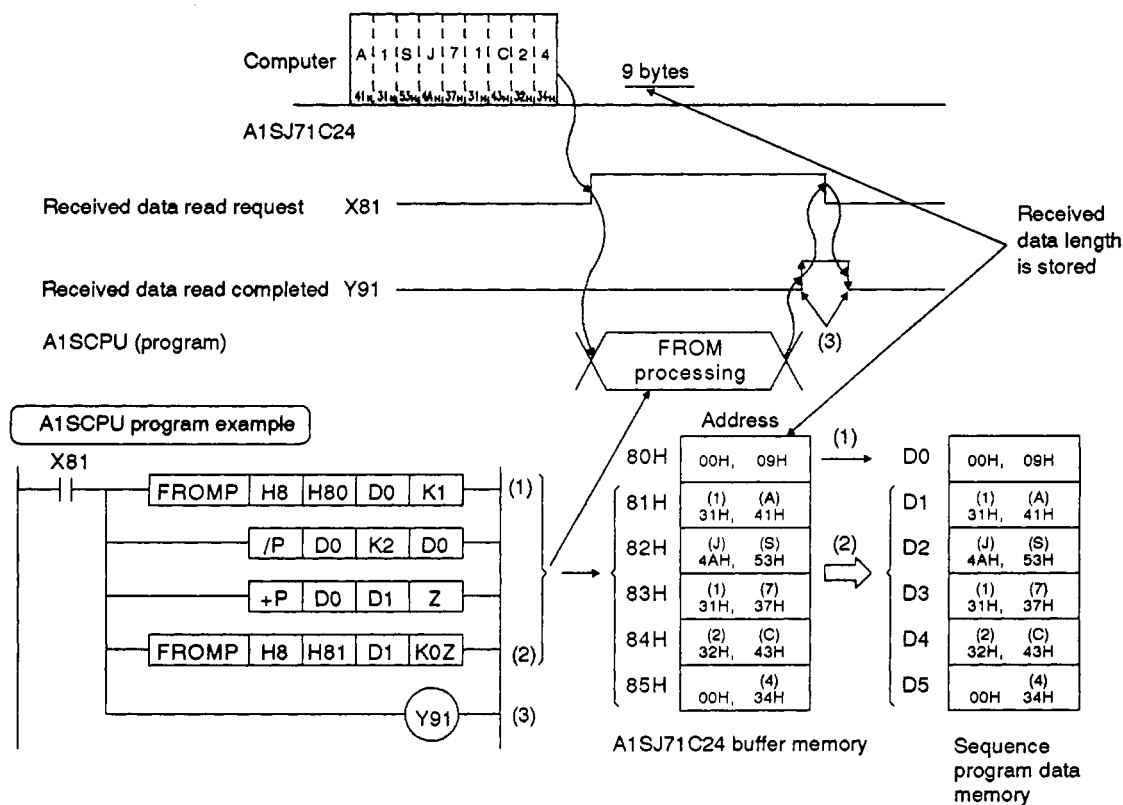 Computer
A 1 S J 7 1 C 2 4
41H 31H 53H 4AH 37H 31H 43H 32H 34H
9 bytes
A1SJ71C24
Received data read request X81
Received data length is stored
Received data read completed Y91
(3)
A1SCPU (program)
FROM processing
A1SCPU program example
X81
FROMP H8 H80 D0 K1 (1)
/P D0 K2 D0
+P D0 D1 Z
FROMP H8 H81 D1 K0Z (2)
Y91 (3)
Address
80H 00H, 09H (1) D0 00H, 09H
81H (1) 31H, (A) 41H D1 (1) 31H, (A) 41H
82H (J) 4AH, (S) 53H (2) D2 (J) 4AH, (S) 53H
83H (1) 31H, (7) 37H D3 (1) 31H, (7) 37H
84H (2) 32H, (C) 43H D4 (2) 32H, (C) 43H
85H 00H, (4) 34H D5 00H (4) 34H
A1SJ71C24 buffer memory
Sequence program data memory